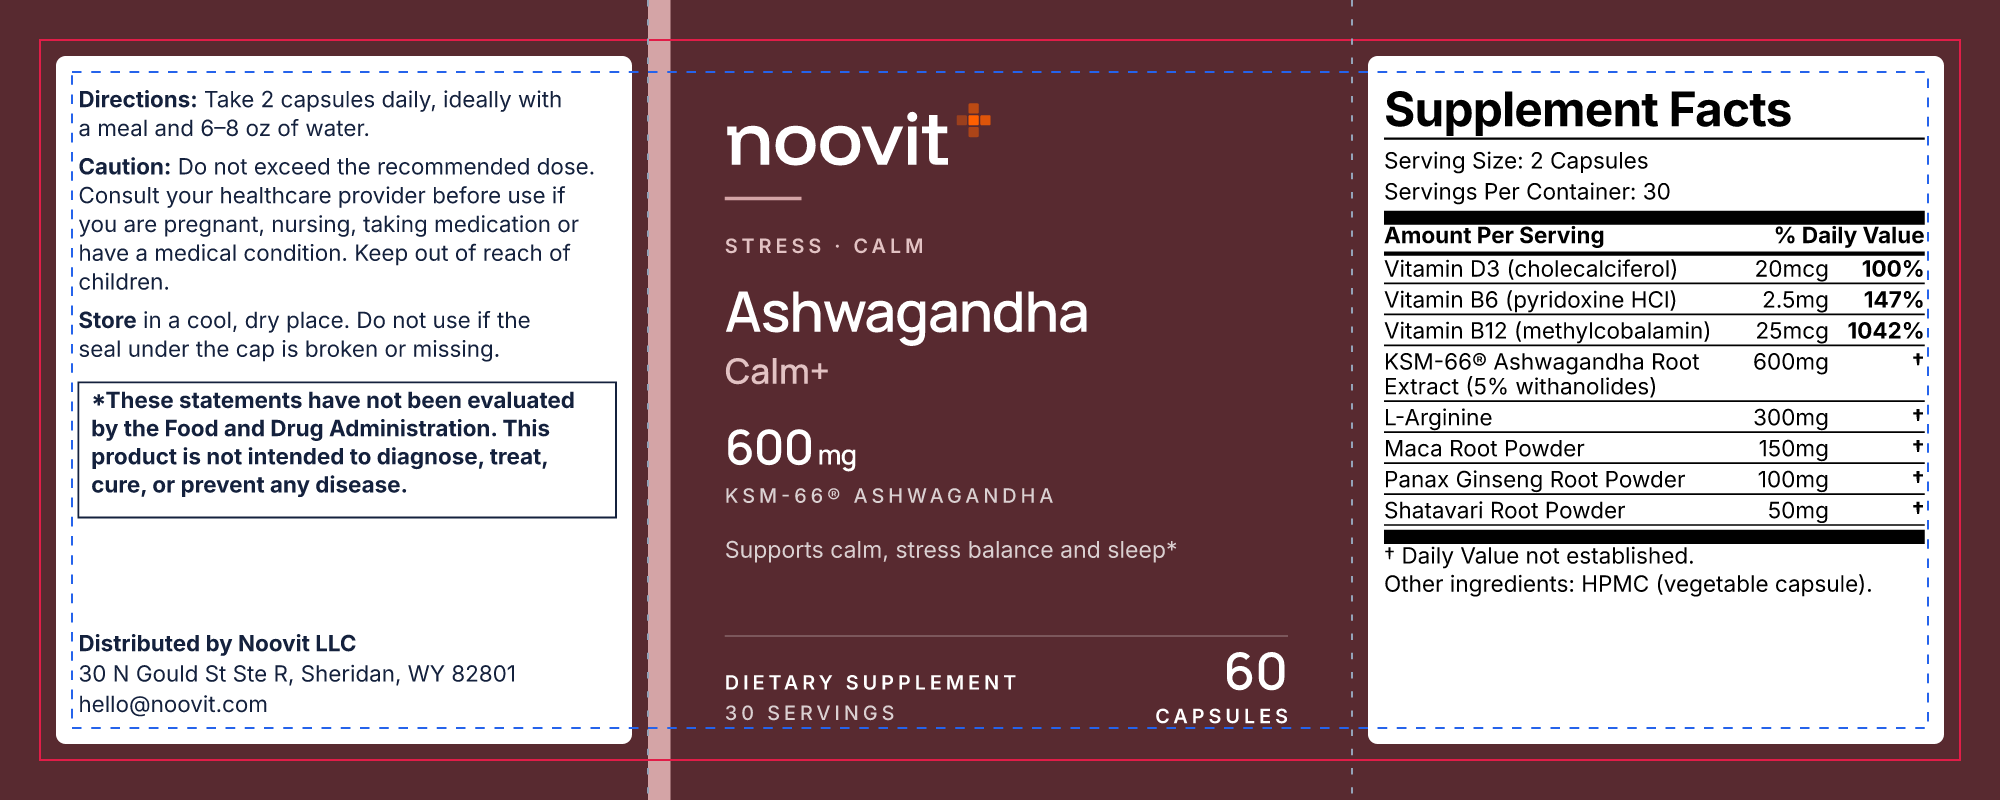 Directions: Take 2 capsules daily, ideally with
a meal and 6–8 oz of water.
Caution: Do not exceed the recommended dose.
Consult your healthcare provider before use if
you are pregnant, nursing, taking medication or
have a medical condition. Keep out of reach of
children.
Store in a cool, dry place. Do not use if the
seal under the cap is broken or missing.
*These statements have not been evaluated
by the Food and Drug Administration. This
product is not intended to diagnose, treat,
cure, or prevent any disease.
Distributed by Noovit LLC
30 N Gould St Ste R, Sheridan, WY 82801
hello@noovit.com
noovit
STRESS · CALM
Ashwagandha
Calm+
600 mg
KSM-66® ASHWAGANDHA
Supports calm, stress balance and sleep*
DIETARY SUPPLEMENT
30 SERVINGS
60
CAPSULES
Supplement Facts
Serving Size: 2 Capsules
Servings Per Container: 30
Amount Per Serving % Daily Value
Vitamin D3 (cholecalciferol) 20mcg 100%
Vitamin B6 (pyridoxine HCl) 2.5mg 147%
Vitamin B12 (methylcobalamin) 25mcg 1042%
KSM-66® Ashwagandha Root 600mg †
Extract (5% withanolides)
L-Arginine 300mg †
Maca Root Powder 150mg †
Panax Ginseng Root Powder 100mg †
Shatavari Root Powder 50mg †
† Daily Value not established.
Other ingredients: HPMC (vegetable capsule).